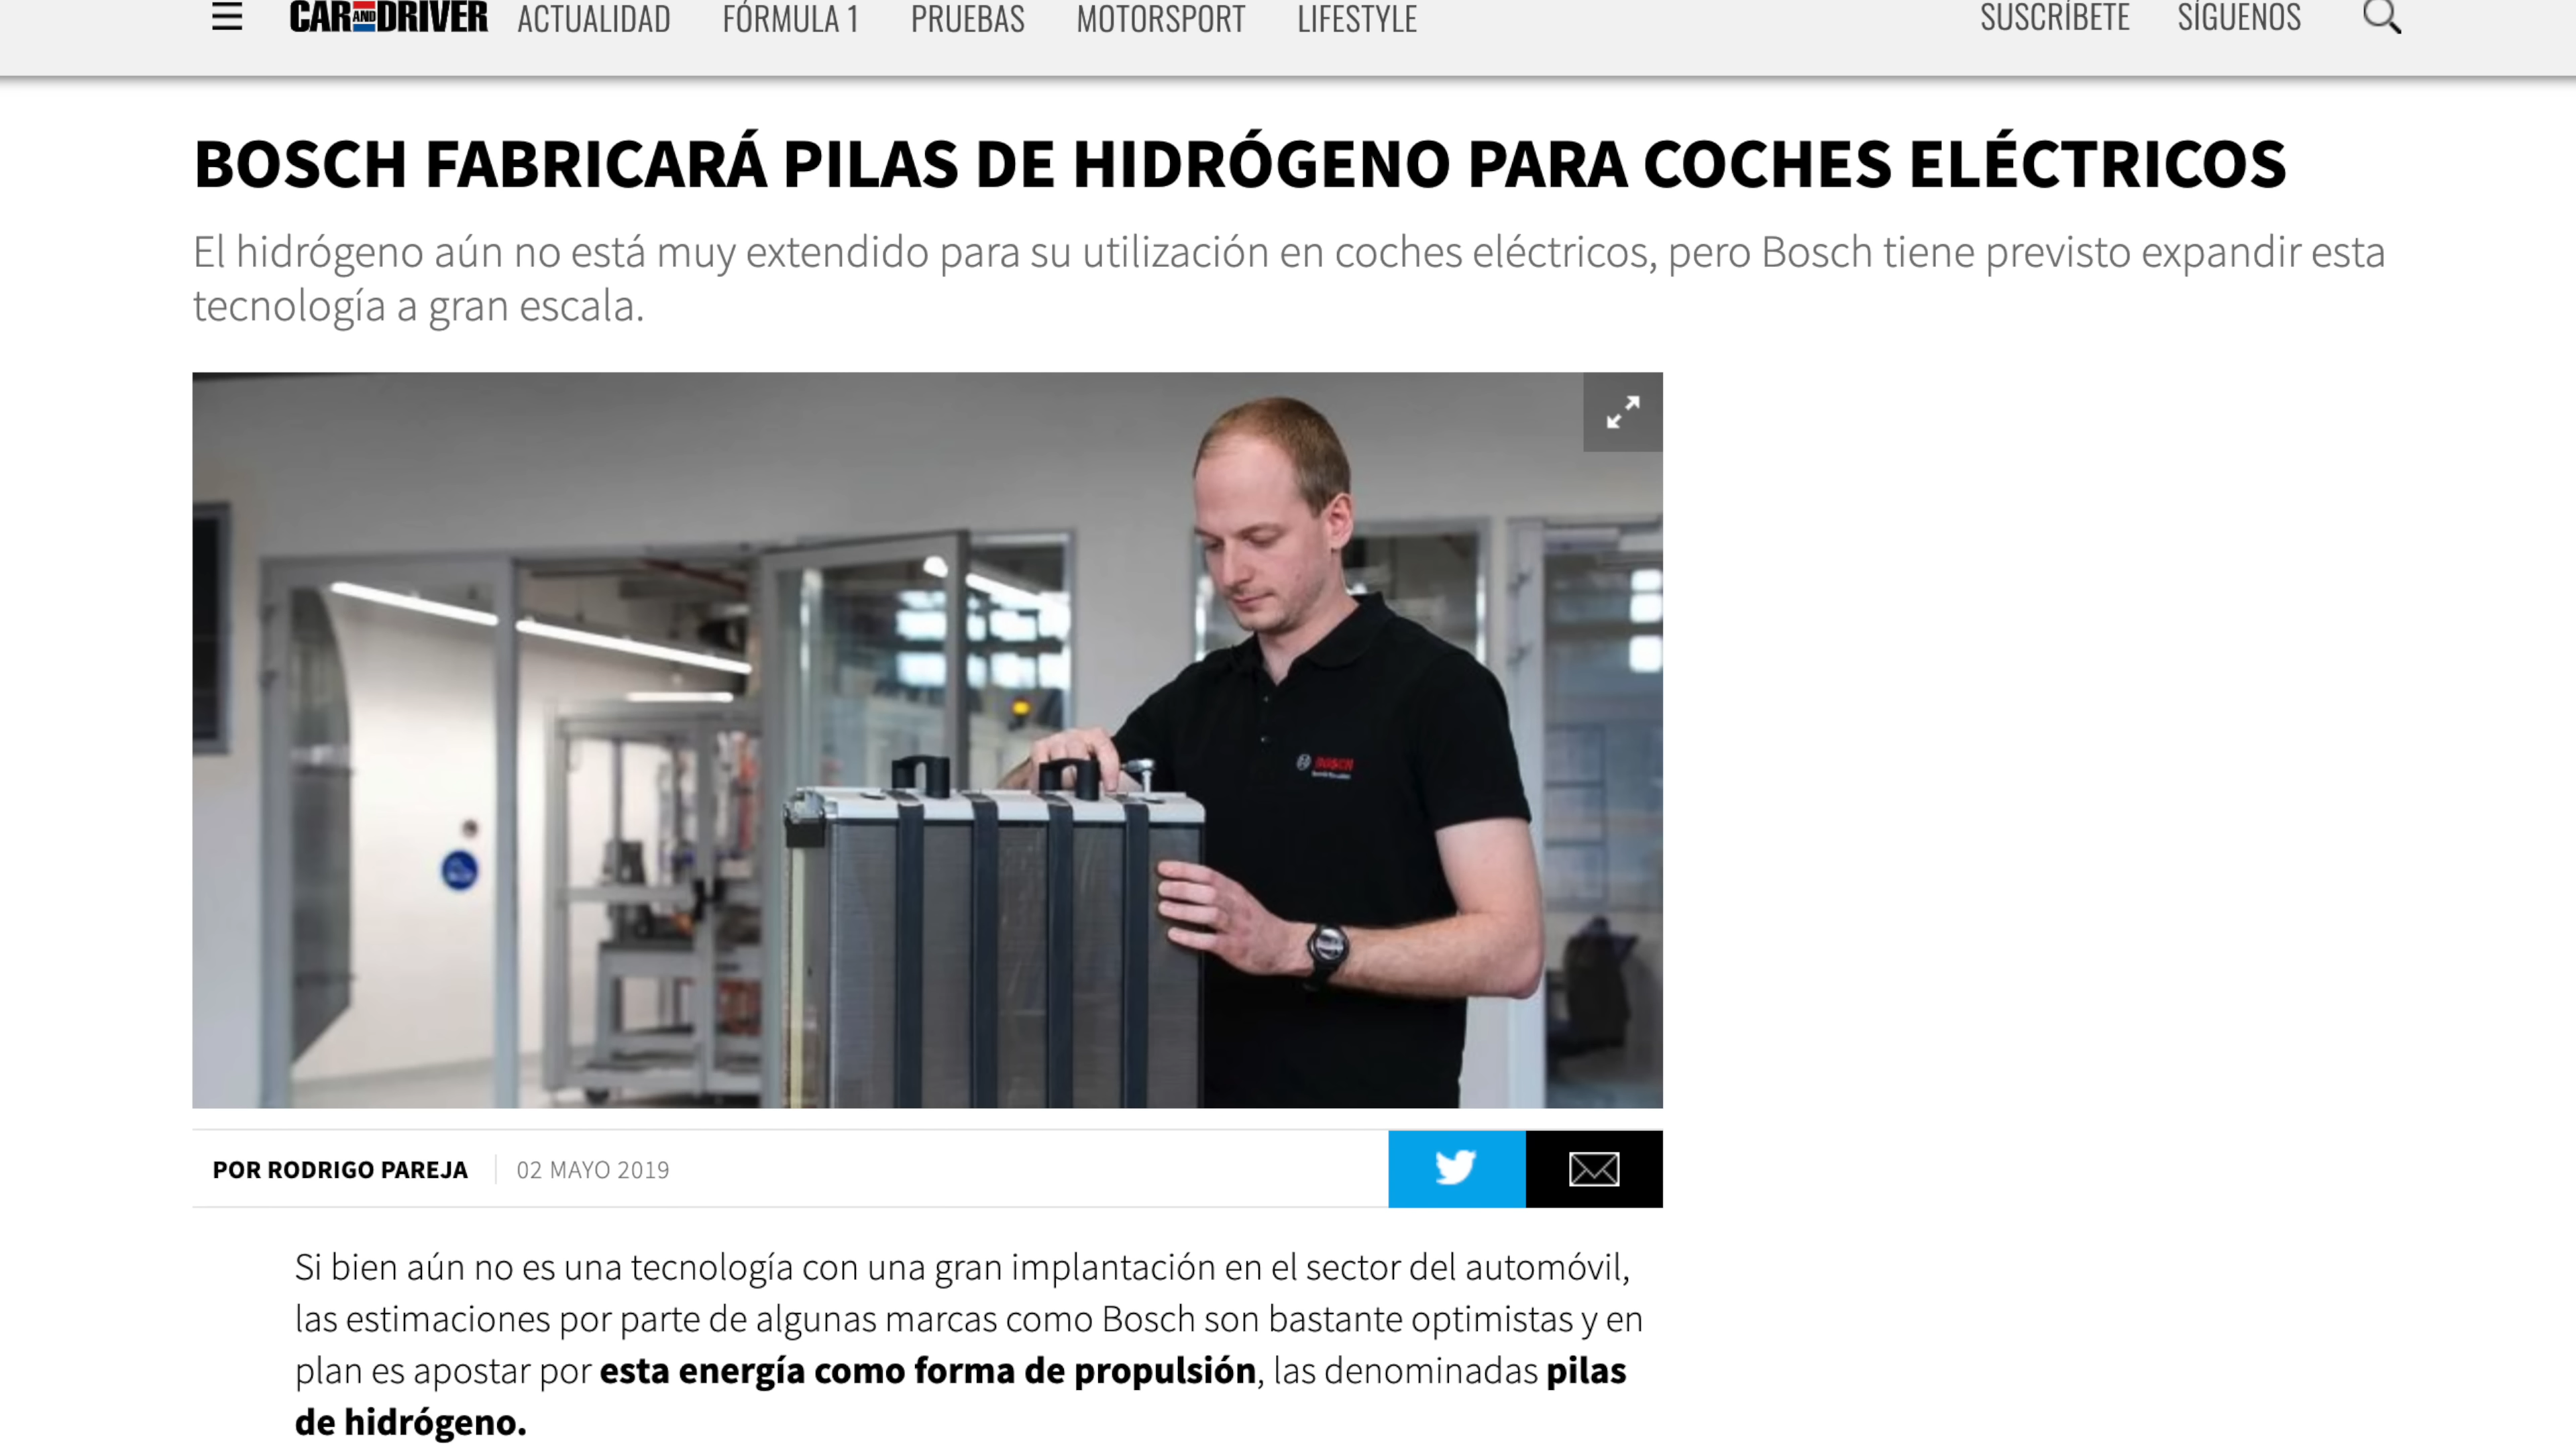 CAR AND DRIVER ACTUALIDAD FÓRMULA 1 PRUEBAS MOTORSPORT LIFESTYLE SUSCRÍBETE SÍGUENOS
BOSCH FABRICARÁ PILAS DE HIDRÓGENO PARA COCHES ELÉCTRICOS
El hidrógeno aún no está muy extendido para su utilización en coches eléctricos, pero Bosch tiene previsto expandir esta
tecnología a gran escala.
BOSCH
POR RODRIGO PAREJA 02 MAYO 2019
Si bien aún no es una tecnología con una gran implantación en el sector del automóvil,
las estimaciones por parte de algunas marcas como Bosch son bastante optimistas y en
plan es apostar por esta energía como forma de propulsión, las denominadas pilas
de hidrógeno.